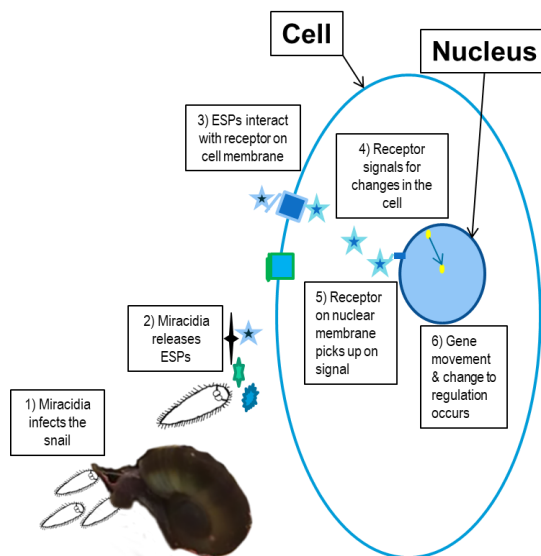 Cell
Nucleus
3) ESPs interact
with receptor on
cell membrane
4) Receptor
signals for
changes in the
cell
2) Miracidia
releases
ESPs
5) Receptor
on nuclear
membrane
picks up on
signal
6) Gene
movement
& change to
regulation
occurs
1) Miracidia
infects the
snail